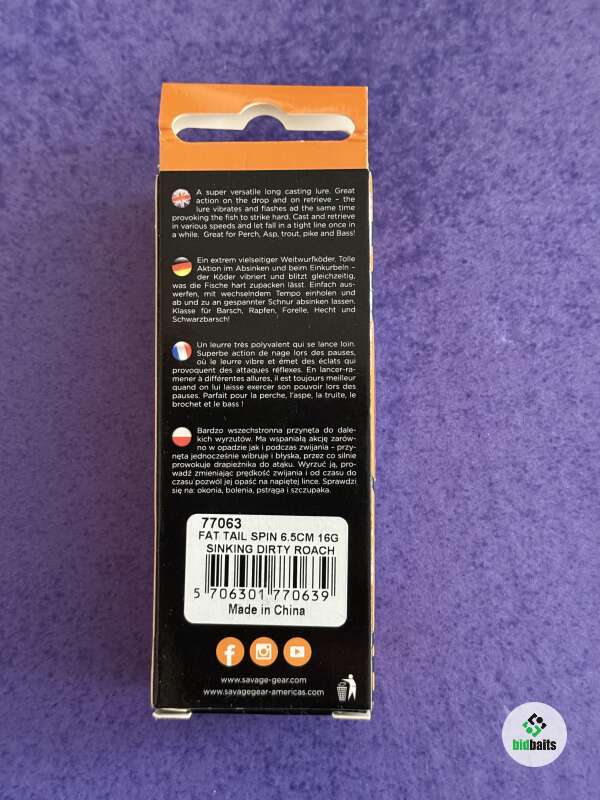 A super versatile long casting lure. Great
action on the drop and on retrieve – the
lure vibrates and flashes ad the same time
provoking the fish to strike hard. Cast and retrieve
in various speeds and let fall in a tight line once in
a while. Great for Perch, Asp, trout, pike and Bass!
Ein extrem vielseitiger Weitwurfköder. Tolle
Aktion im Absinken und beim Einkurbeln –
der Köder vibriert und blitzt gleichzeitig,
was die Fische hart zupacken lässt. Einfach aus-
werfen, mit wechselndem Tempo einholen und
ab und zu an gespannter Schnur absinken lassen.
Klasse für Barsch, Rapfen, Forelle, Hecht und
Schwarzbarsch!
Un leurre très polyvalent qui se lance loin.
Superbe action de nage lors des pauses,
où le leurre vibre et émet des éclats qui
provoquent des attaques réflexes. En lancer-ra-
mener à différentes allures, il est toujours meilleur
quand on lui laisse exercer son pouvoir lors des
pauses. Parfait pour la perche, l'aspe, la truite, le
brochet et le bass !
Bardzo wszechstronna przynęta do dale-
kich wyrzutów. Ma wspaniałą akcję zarów-
no w opadzie jak i podczas zwijania – przy-
nęta jednocześnie wibruje i błyska, przez co silnie
prowokuje drapieżnika do ataku. Wyrzuć ją, pro-
wadź zmieniając prędkość zwijania i od czasu do
czasu pozwól jej opaść na napiętej lince. Sprawdzi
się na: okonia, bolenia, pstrąga i szczupaka.
77063
FAT TAIL SPIN 6.5CM 16G
SINKING DIRTY ROACH
5 706301 770639
Made in China
www.savage-gear.com
www.savagegear-americas.com
bidbaits